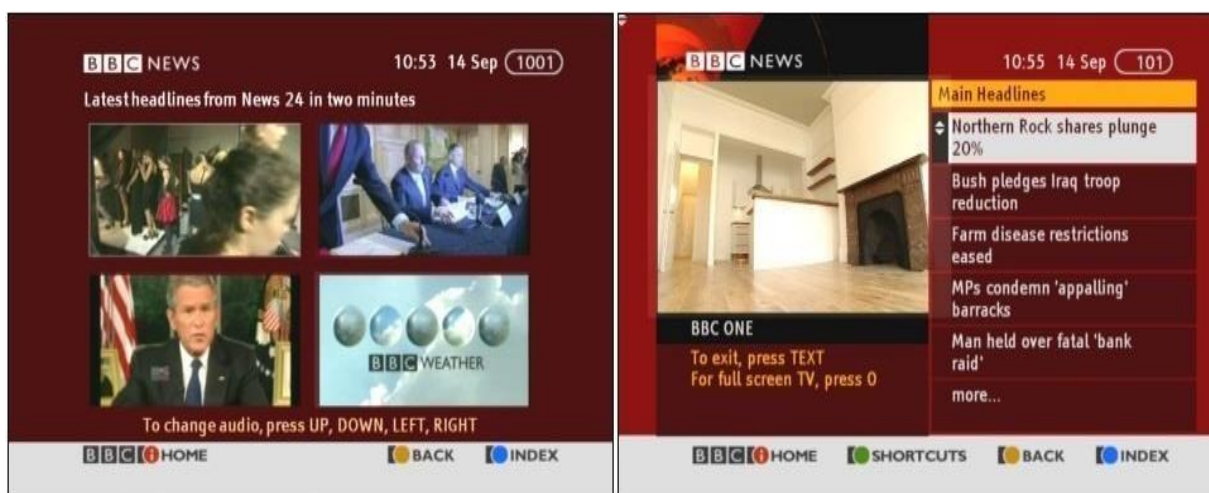 BBC NEWS 10:53 14 Sep 1001
Latest headlines from News 24 in two minutes
BBC WEATHER
To change audio, press UP, DOWN, LEFT, RIGHT
BBCi HOME BACK INDEX
BBC NEWS 10:55 14 Sep 101
Main Headlines
Northern Rock shares plunge
20%
Bush pledges Iraq troop
reduction
Farm disease restrictions
eased
MPs condemn 'appalling'
barracks
Man held over fatal 'bank
raid'
more...
BBC ONE
To exit, press TEXT
For full screen TV, press 0
BBCi HOME SHORTCUTS BACK INDEX